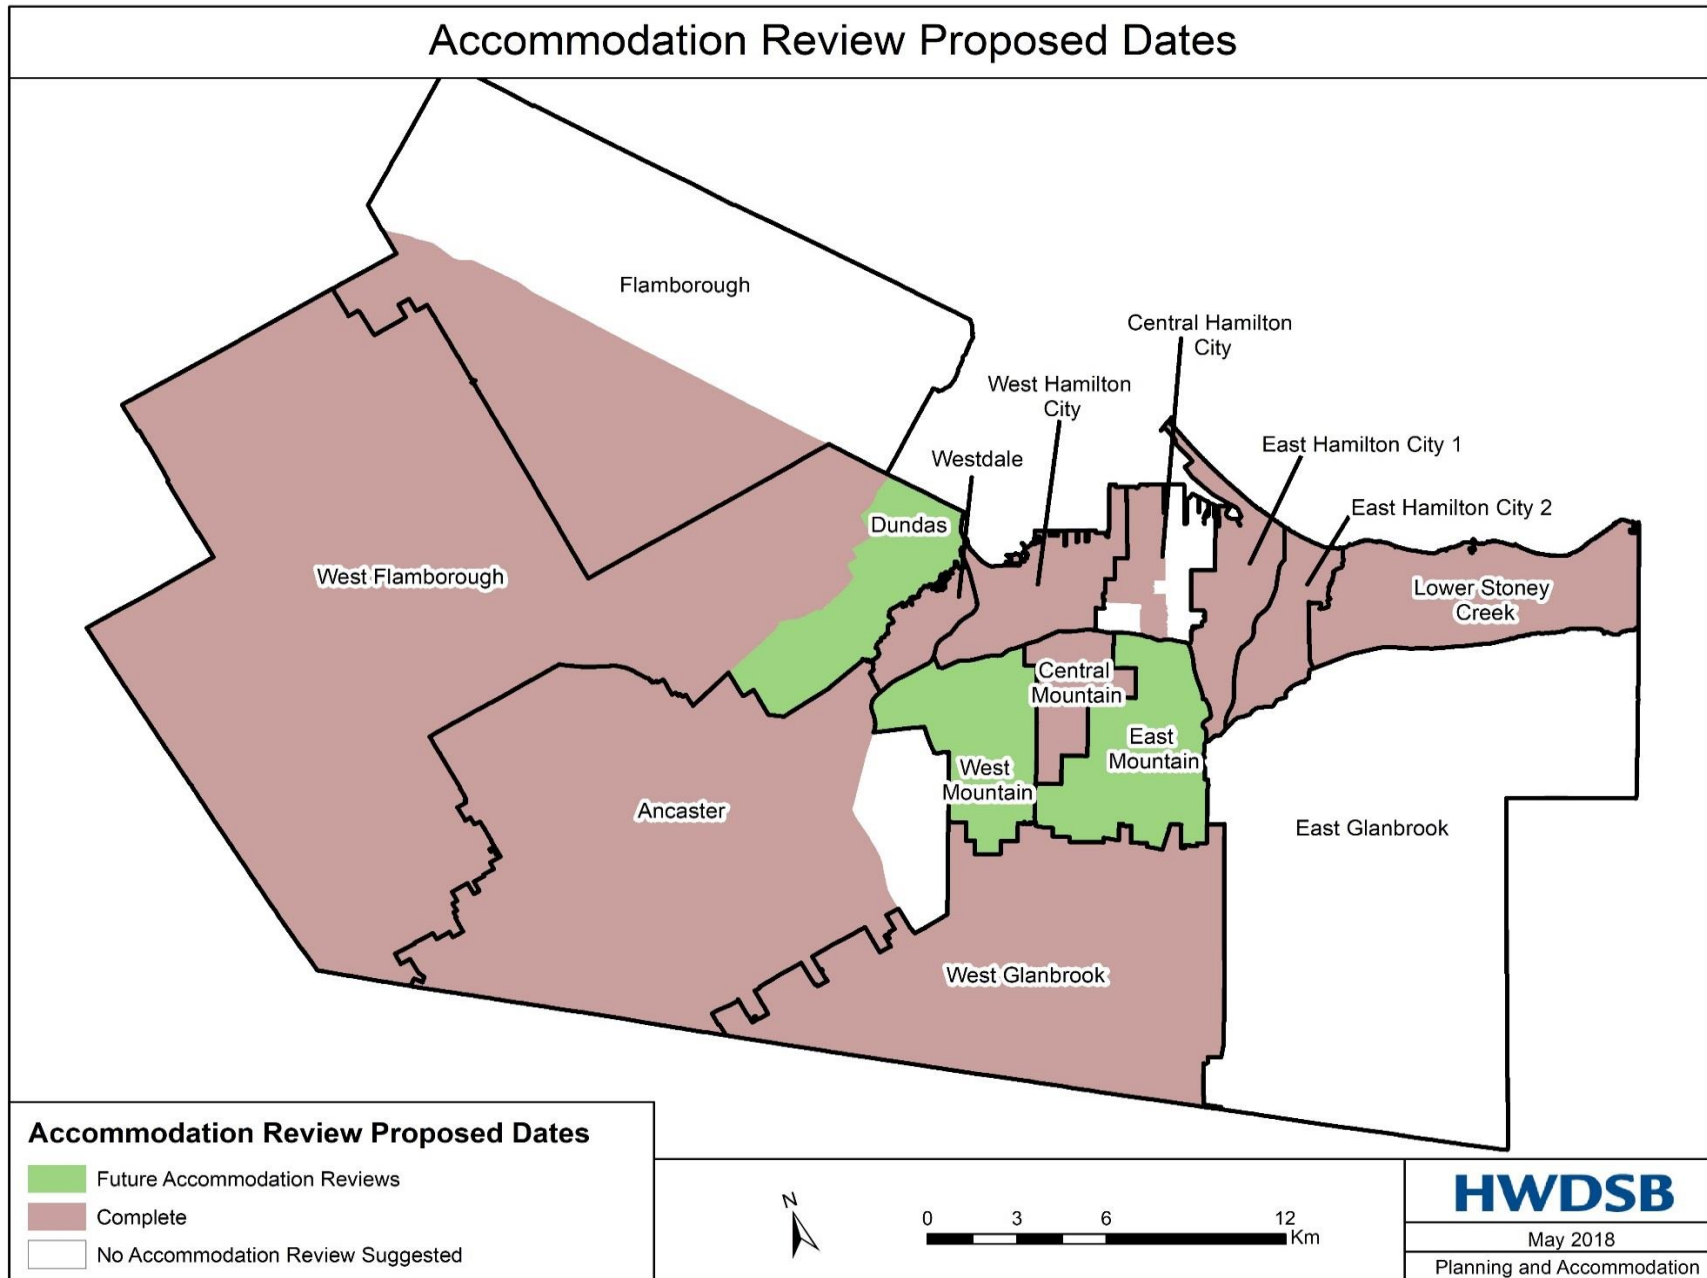 Accommodation Review Proposed Dates
Flamborough
Central Hamilton
City
West Hamilton
City
East Hamilton City 1
Westdale
East Hamilton City 2
Dundas
West Flamborough
Lower Stoney
Creek
Central
Mountain
East
Mountain
West
Mountain
Ancaster
East Glanbrook
West Glanbrook
Accommodation Review Proposed Dates
Future Accommodation Reviews
Complete
No Accommodation Review Suggested
N
0 3 6 12
Km
HWDSB
May 2018
Planning and Accommodation